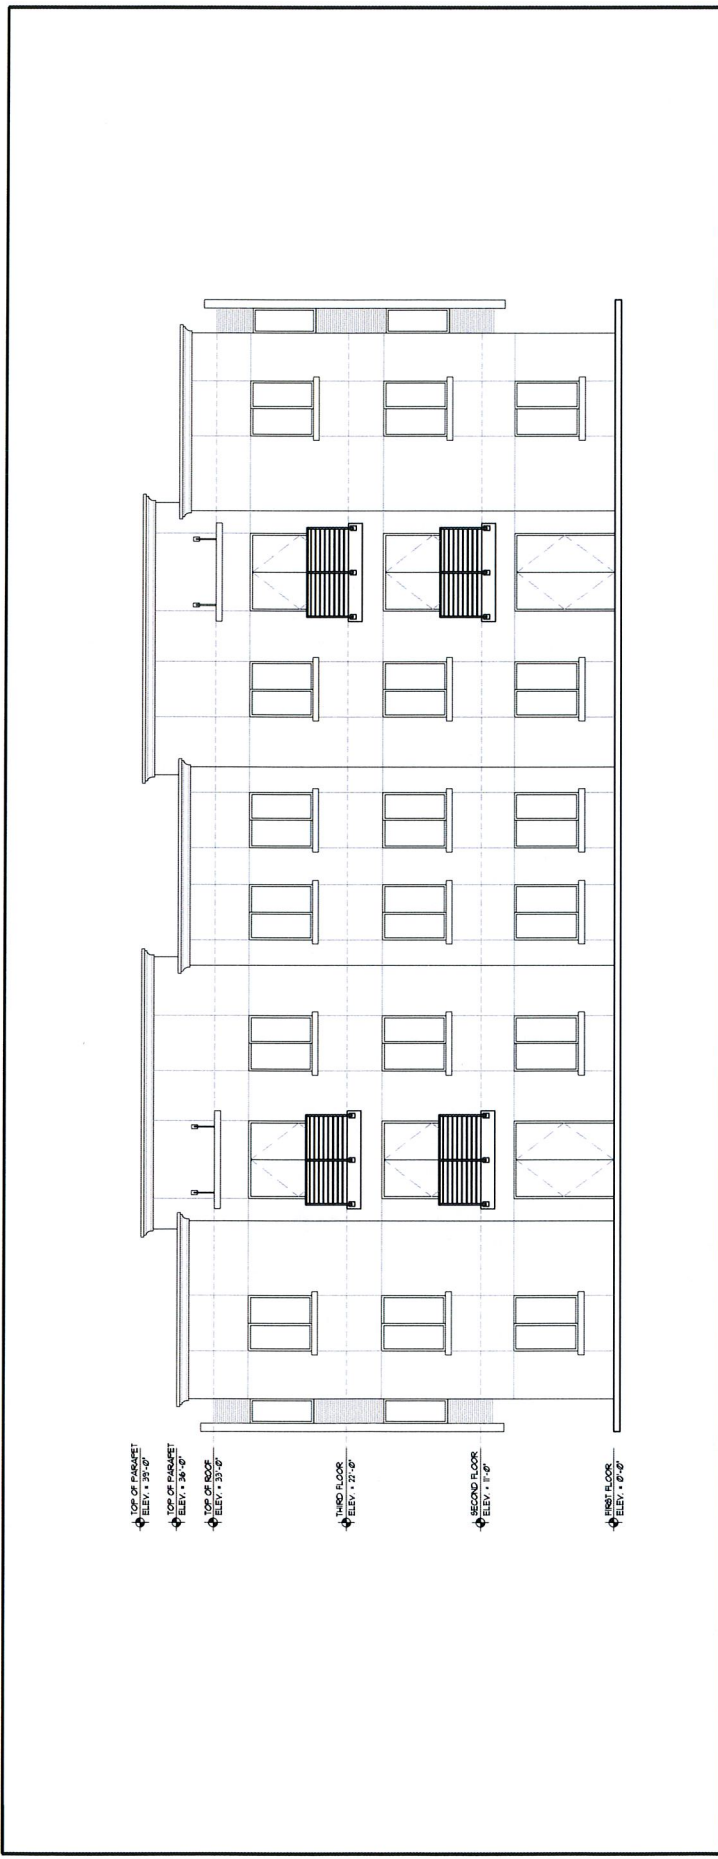 TOP OF PARAPET
ELEV. = 39'-0"
TOP OF PARAPET
ELEV. = 36'-0"
TOP OF ROOF
ELEV. = 33'-0"
THIRD FLOOR
ELEV. = 22'-0"
SECOND FLOOR
ELEV. = 11'-0"
FIRST FLOOR
ELEV. = 0'-0"